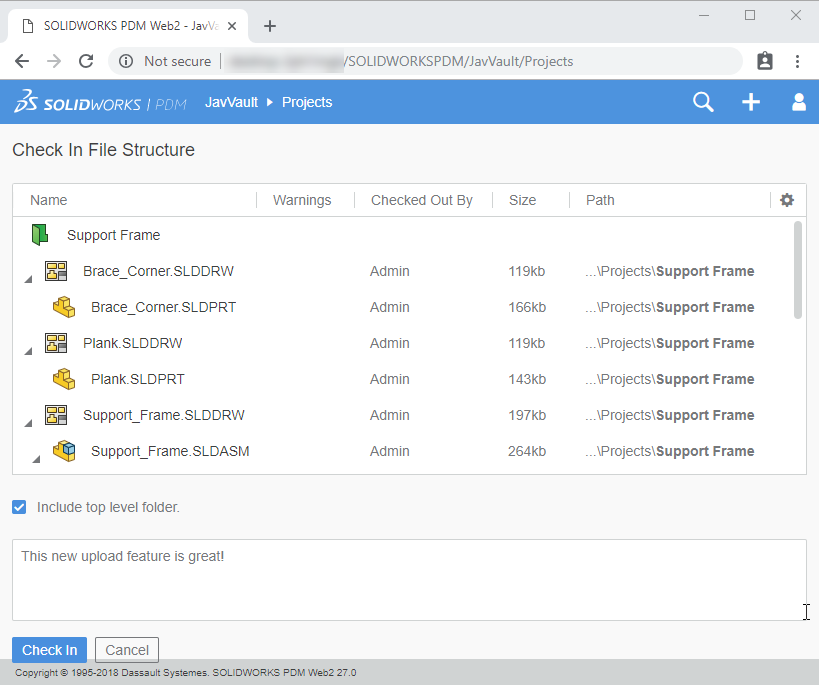 SOLIDWORKS PDM Web2 - JavVa
Not secure /SOLIDWORKSPDM/JavVault/Projects
SOLIDWORKS | PDM JavVault Projects
Check In File Structure
Name Warnings Checked Out By Size Path
Support Frame
Brace_Corner.SLDDRW Admin 119kb ...\Projects\Support Frame
Brace_Corner.SLDPRT Admin 166kb ...\Projects\Support Frame
Plank.SLDDRW Admin 119kb ...\Projects\Support Frame
Plank.SLDPRT Admin 143kb ...\Projects\Support Frame
Support_Frame.SLDDRW Admin 197kb ...\Projects\Support Frame
Support_Frame.SLDASM Admin 264kb ...\Projects\Support Frame
Include top level folder.
This new upload feature is great!
Check In Cancel
Copyright © 1995-2018 Dassault Systemes. SOLIDWORKS PDM Web2 27.0